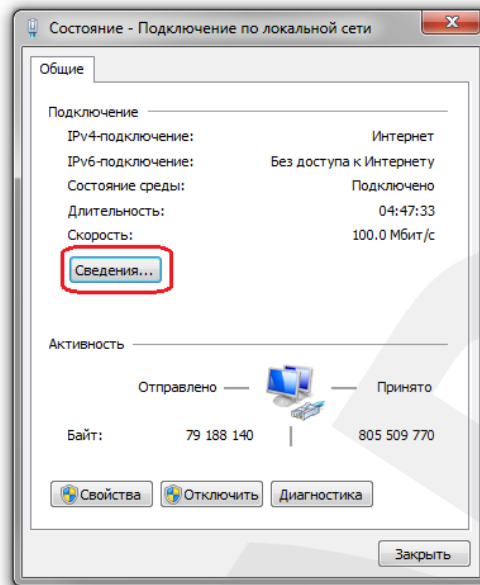 Состояние - Подключение по локальной сети
Общие
Подключение
IPv4-подключение: Интернет
IPv6-подключение: Без доступа к Интернету
Состояние среды: Подключено
Длительность: 04:47:33
Скорость: 100.0 Мбит/с
Сведения...
Активность
Отправлено Принято
Байт: 79 188 140 805 509 770
Свойства Отключить Диагностика
Закрыть